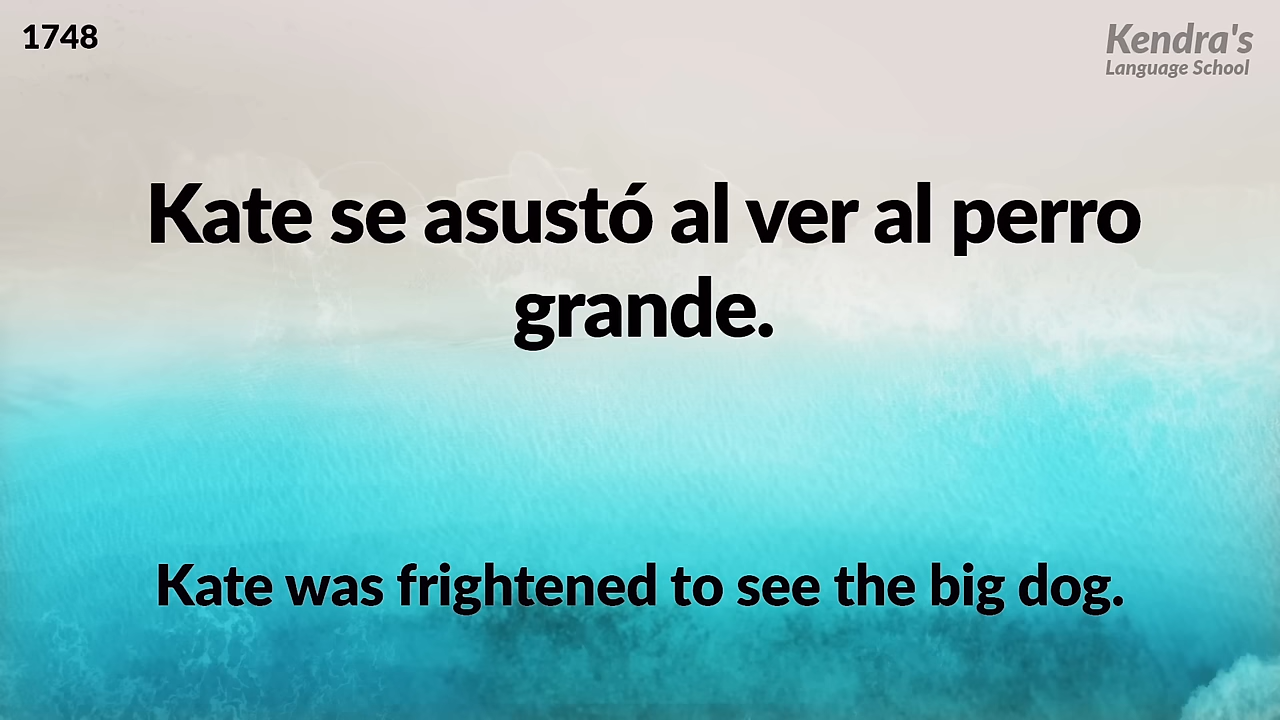 1748
Kendra's
Language School
Kate se asustó al ver al perro
grande.
Kate was frightened to see the big dog.